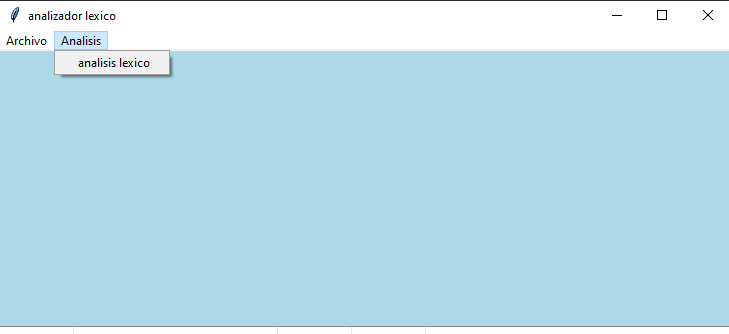 analizador lexico
Archivo Analisis
analisis lexico